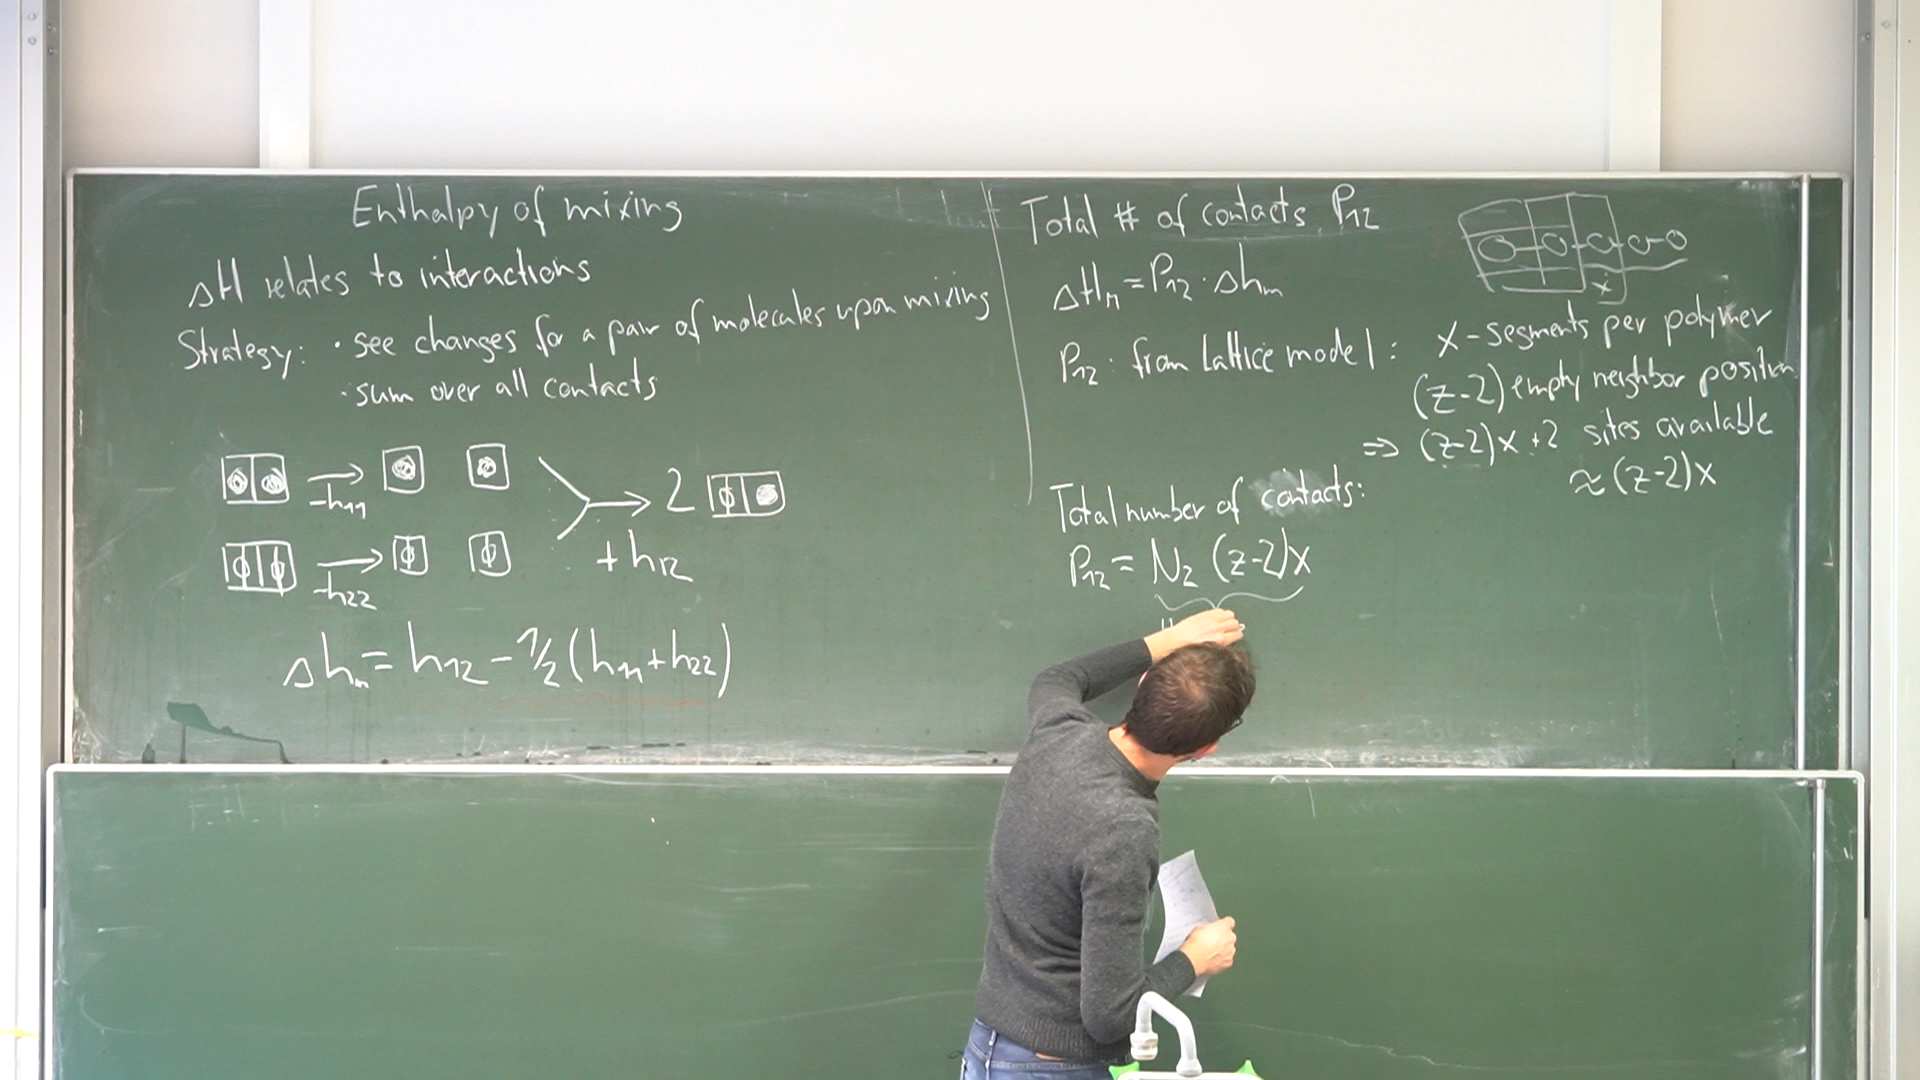 Enthalpy of mixing
ΔH relates to interactions
Strategy: · see changes for a pair of molecules upon mixing
· sum over all contacts
-h11
2
+h12
-h22
Δhm = h12 - 1/2 (h11 + h22)
Total # of contacts P12
ΔHM = P12 · Δhm
x
P12: from Lattice model:
x - segments per polymer
(z-2) empty neighbor position
⇒ (z-2)x + 2 sites available
≈ (z-2)x
Total number of contacts:
P12 = N2 (z-2)x